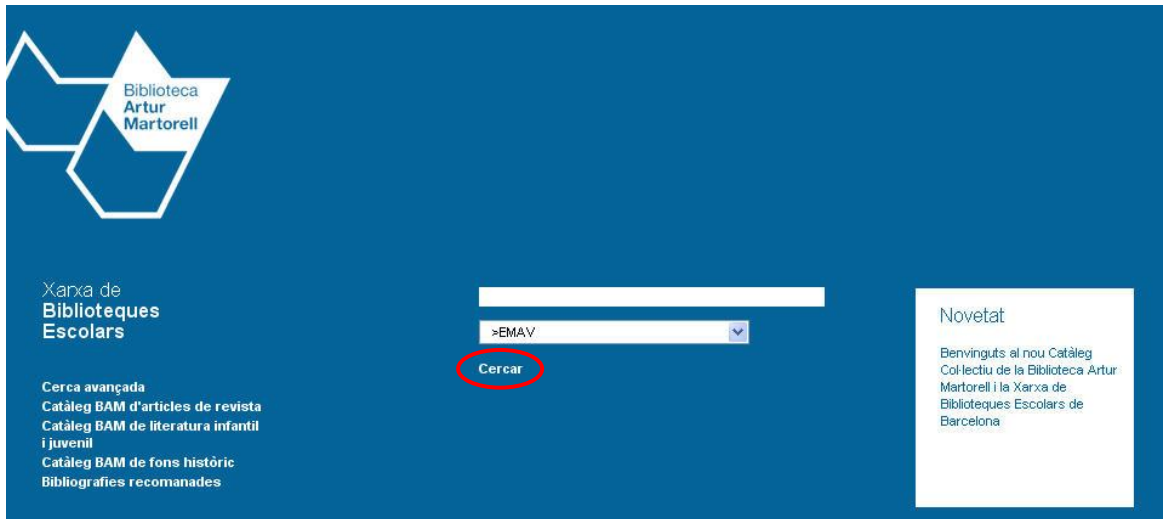 Biblioteca
Artur
Martorell
Xarxa de
Biblioteques
Escolars
Cerca avançada
Catàleg BAM d'articles de revista
Catàleg BAM de literatura infantil
i juvenil
Catàleg BAM de fons històric
Bibliografies recomanades
>EMAV
Cercar
Novetat
Benvinguts al nou Catàleg
Col·lectiu de la Biblioteca Artur
Martorell i la Xarxa de
Biblioteques Escolars de
Barcelona